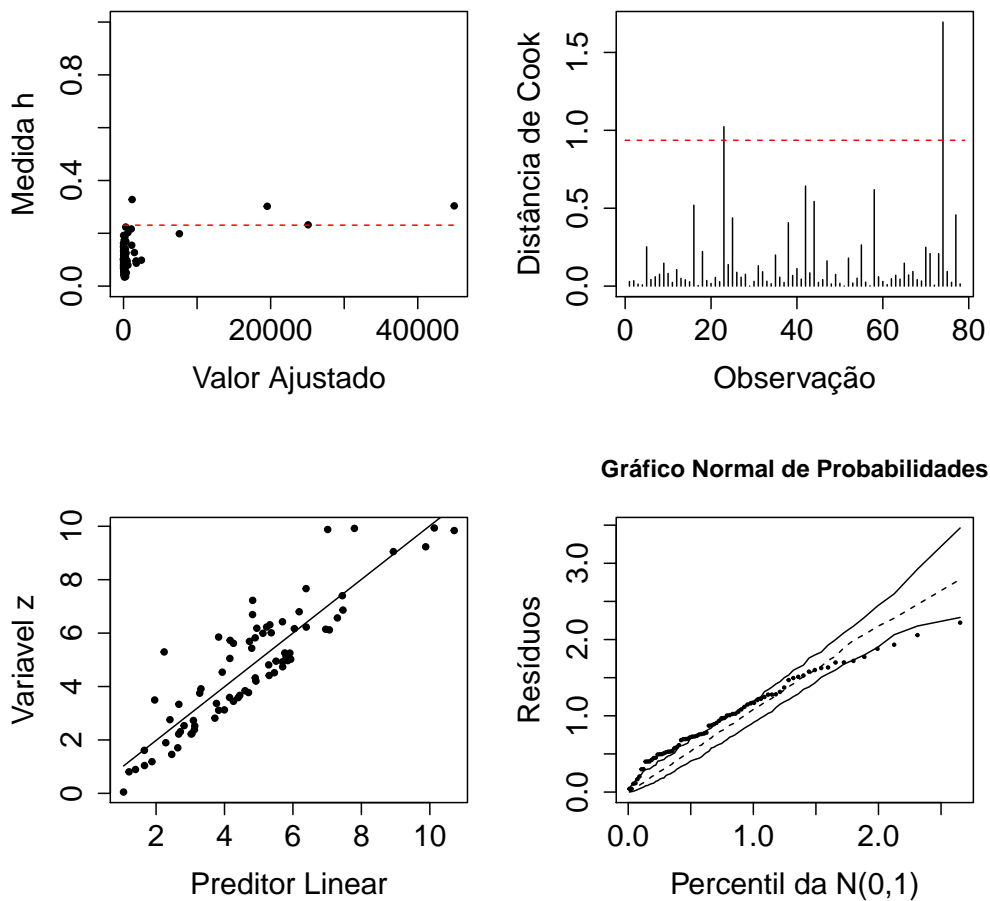 Medida h
0.0 0.4 0.8
0 20000 40000
Valor Ajustado
Distância de Cook
0.0 0.5 1.0 1.5
0 20 40 60 80
Observação
Variavel z
0 2 4 6 8 10
2 4 6 8 10
Preditor Linear
Gráfico Normal de Probabilidades
Resíduos
0.0 1.0 2.0 3.0
0.0 1.0 2.0
Percentil da N(0,1)